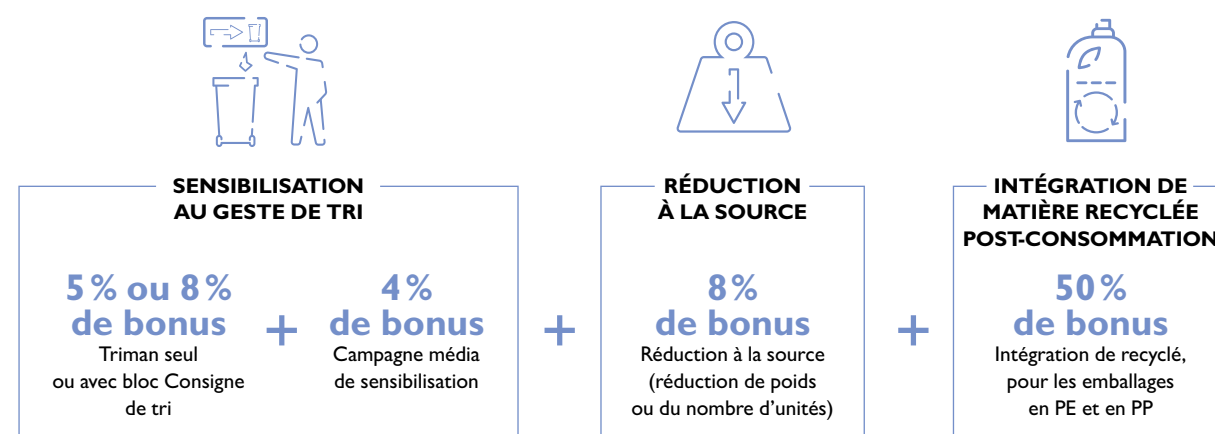 SENSIBILISATION
AU GESTE DE TRI
5 % ou 8 %
de bonus
Triman seul
ou avec bloc Consigne
de tri
+
4 %
de bonus
Campagne média
de sensibilisation
+
RÉDUCTION
À LA SOURCE
8 %
de bonus
Réduction à la source
(réduction de poids
ou du nombre d’unités)
+
INTÉGRATION DE
MATIÈRE RECYCLÉE
POST-CONSOMMATION
50 %
de bonus
Intégration de recyclé,
pour les emballages
en PE et en PP